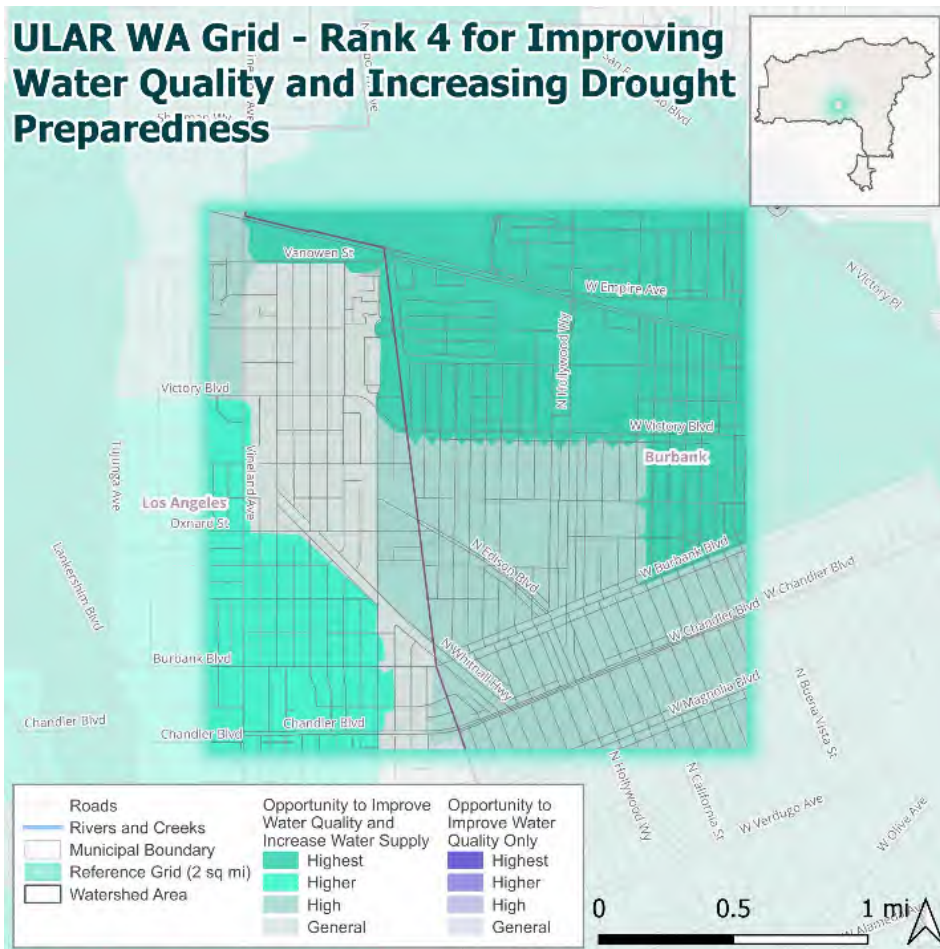 ULAR WA Grid - Rank 4 for Improving
Water Quality and Increasing Drought
Preparedness
Vanowen St
W Empire Ave
N Victory Pl
N Hollywood Wy
Victory Blvd
W Victory Blvd
Burbank
Tujunga Ave
Vineland Ave
Los Angeles
Oxnard St
Lankershim Blvd
N Edison Blvd
W Burbank Blvd
W Chandler Blvd
W Chandler Blvd
Burbank Blvd
N Whitnall Hwy
W Magnolia Blvd
N Buena Vista St
Chandler Blvd
Chandler Blvd
Chandler Blvd
N Hollywood Wy
N California St
W Verdugo Ave
W Olive Ave
Roads
Rivers and Creeks
Municipal Boundary
Reference Grid (2 sq mi)
Watershed Area
Opportunity to Improve
Water Quality and
Increase Water Supply
Highest
Higher
High
General
Opportunity to
Improve Water
Quality Only
Highest
Higher
High
General
0 0.5 1 mi